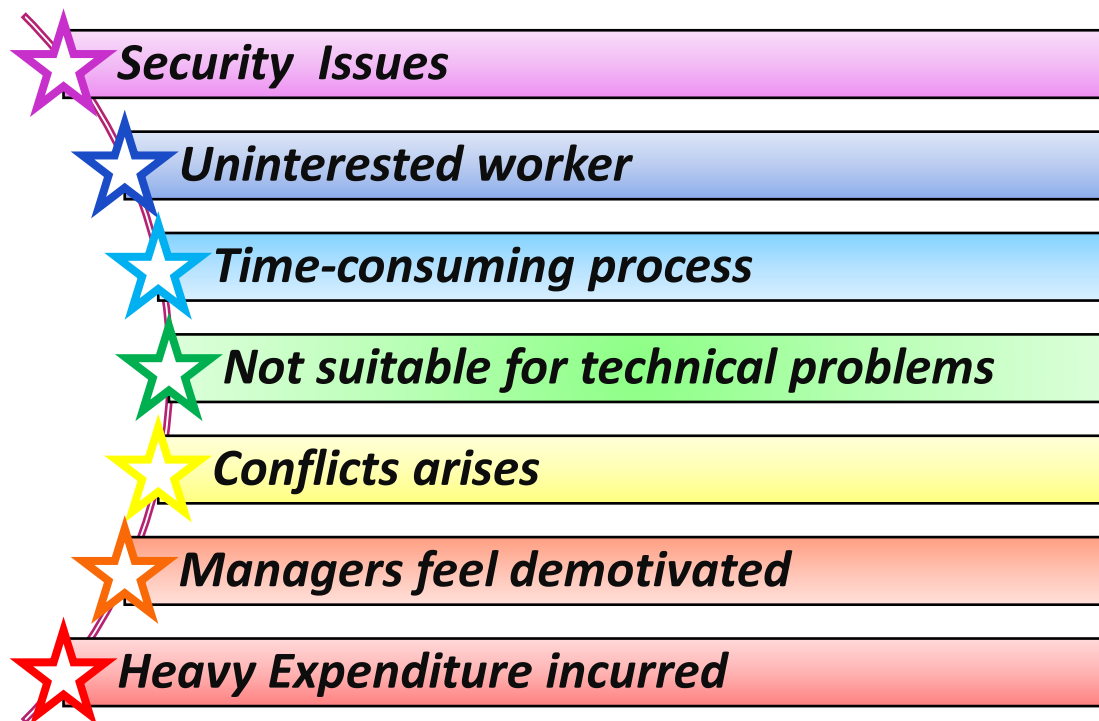 Security Issues
Uninterested worker
Time-consuming process
Not suitable for technical problems
Conflicts arises
Managers feel demotivated
Heavy Expenditure incurred